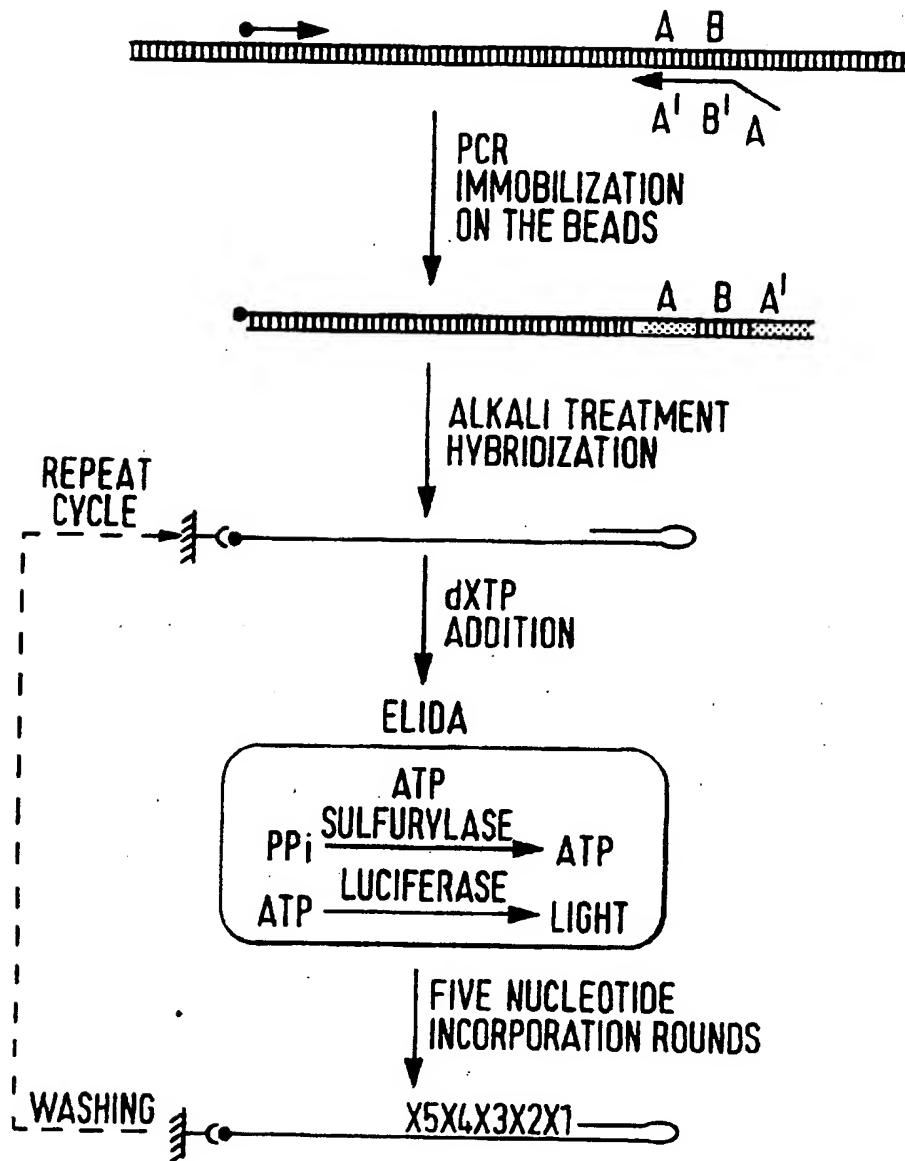 A B
A' B' A
PCR
IMMOBILIZATION
ON THE BEADS
A B A'
ALKALI TREATMENT
HYBRIDIZATION
REPEAT
CYCLE
dXTP
ADDITION
ELIDA
ATP
SULFURYLASE
PPi ATP
LUCIFERASE
ATP LIGHT
FIVE NUCLEOTIDE
INCORPORATION ROUNDS
WASHING
X5X4X3X2X1